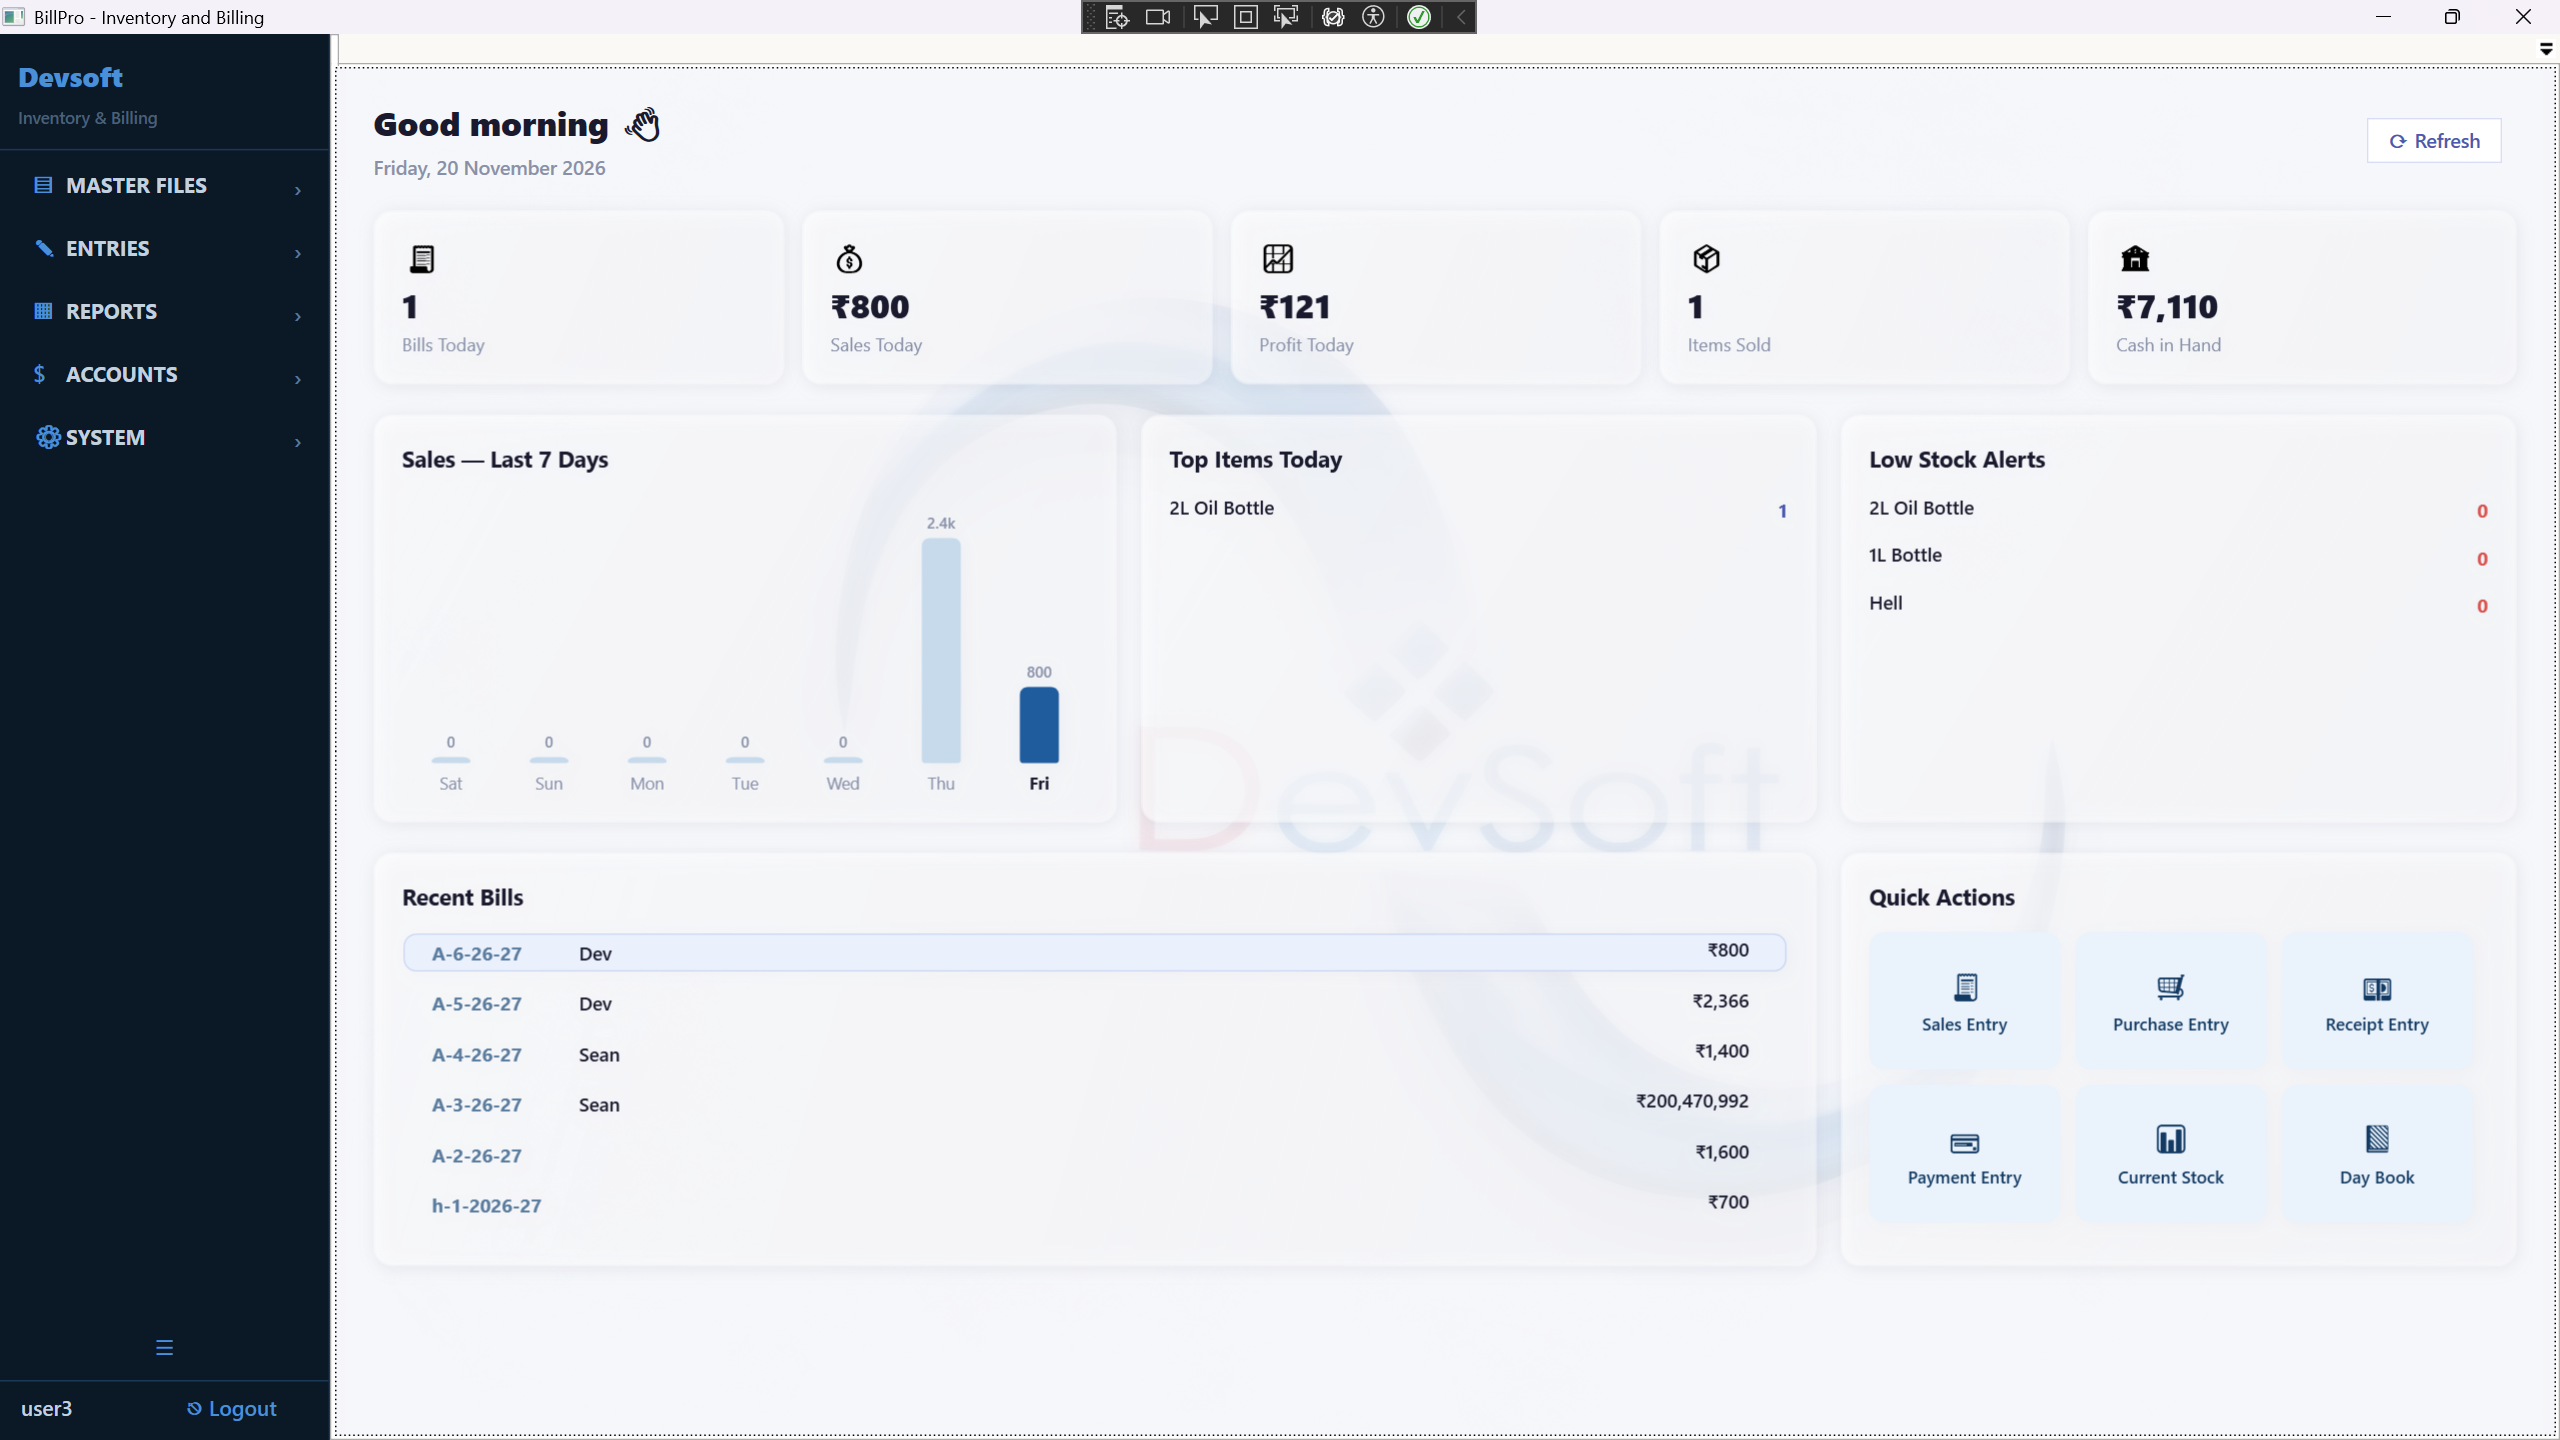 BillPro - Inventory and Billing
Devsoft
Inventory & Billing
MASTER FILES
ENTRIES
REPORTS
$ ACCOUNTS
SYSTEM
user3
Logout
Good morning
Friday, 20 November 2026
Refresh
1
Bills Today
₹800
Sales Today
₹121
Profit Today
1
Items Sold
₹7,110
Cash in Hand
Sales — Last 7 Days
0 0 0 0 0 2.4k 800
Sat Sun Mon Tue Wed Thu Fri
Top Items Today
2L Oil Bottle 1
Low Stock Alerts
2L Oil Bottle 0
1L Bottle 0
Hell 0
DevSoft
Recent Bills
A-6-26-27 Dev ₹800
A-5-26-27 Dev ₹2,366
A-4-26-27 Sean ₹1,400
A-3-26-27 Sean ₹200,470,992
A-2-26-27 ₹1,600
h-1-2026-27 ₹700
Quick Actions
Sales Entry
Purchase Entry
Receipt Entry
Payment Entry
Current Stock
Day Book